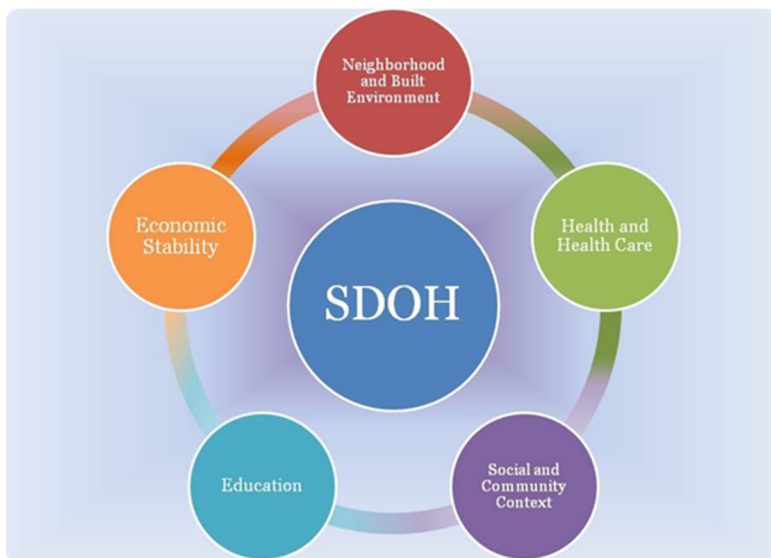 Neighborhood
and Built
Environment
Economic
Stability
Health and
Health Care
SDOH
Education
Social and
Community
Context